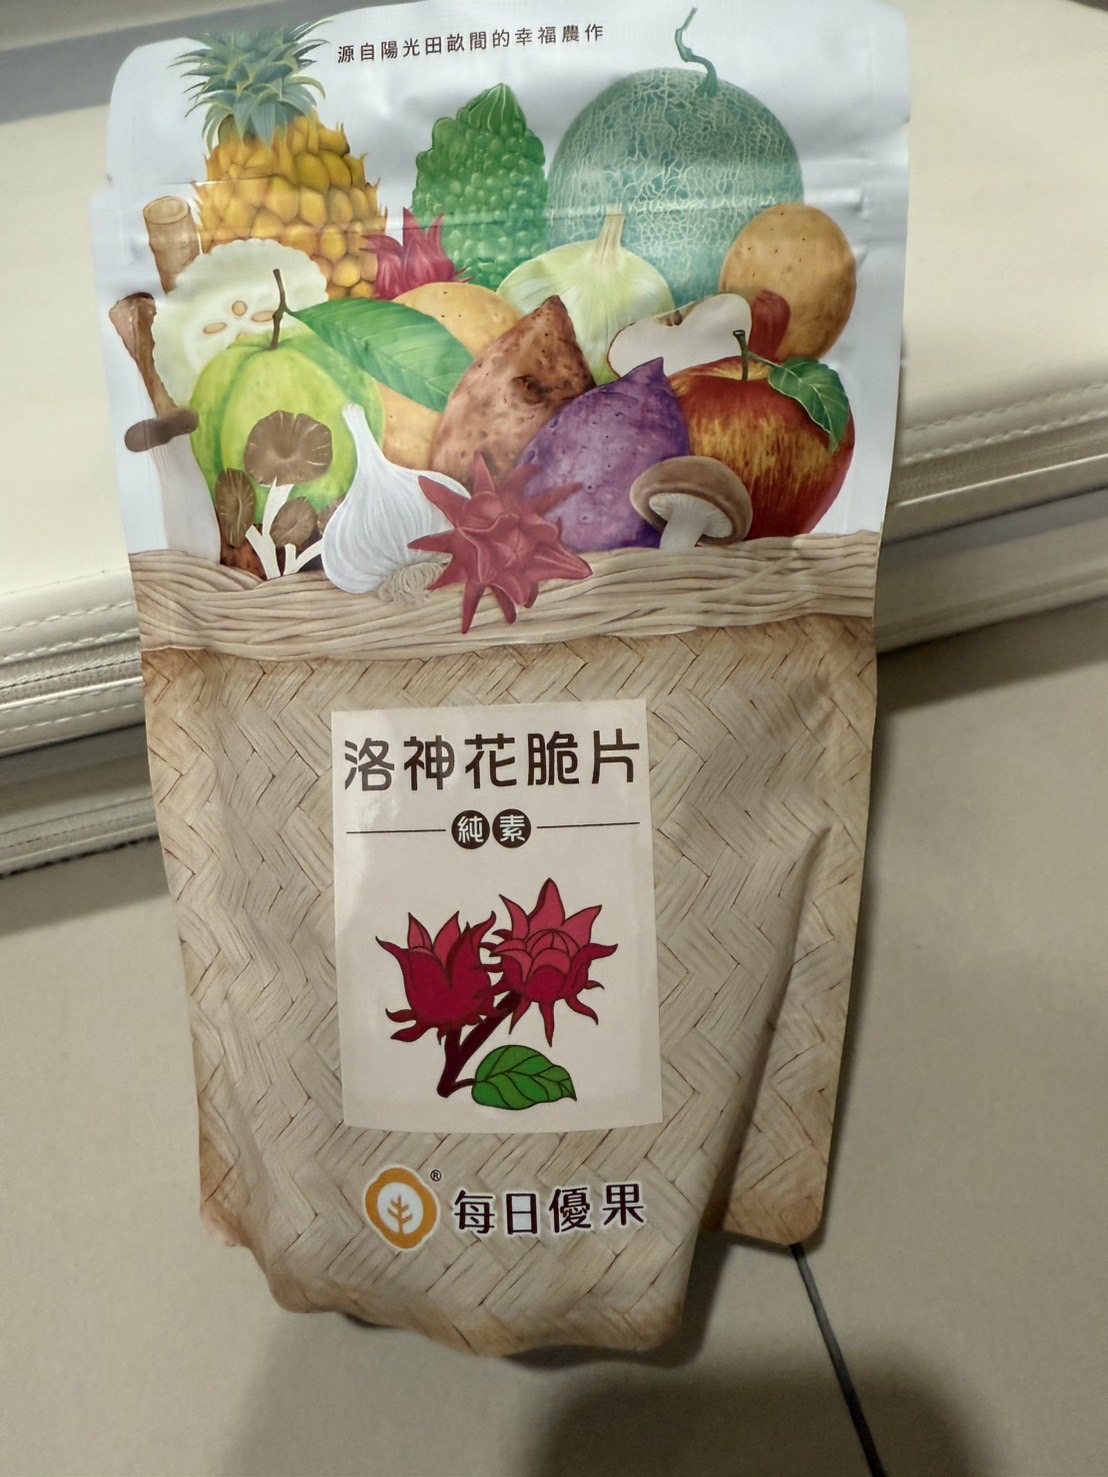 源自陽光田畝間的幸福農作
洛神花脆片
純素
®
每日優果